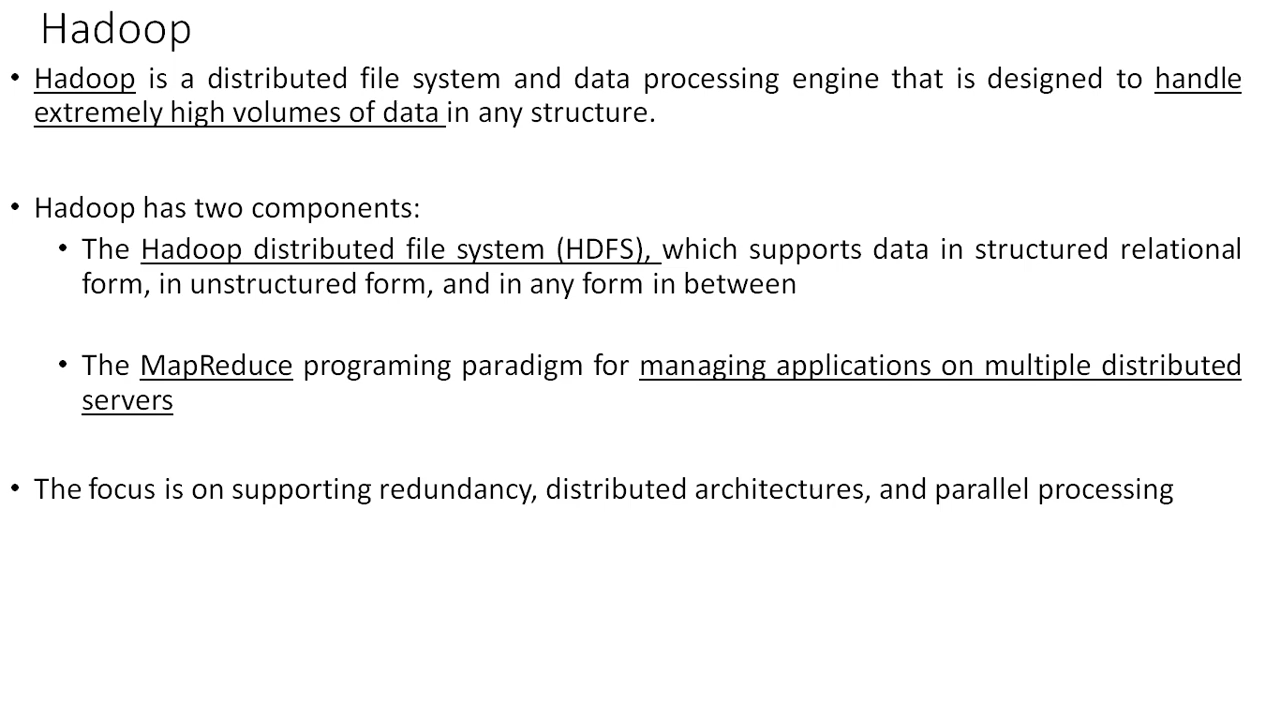 Hadoop
• Hadoop is a distributed file system and data processing engine that is designed to handle
extremely high volumes of data in any structure.
• Hadoop has two components:
• The Hadoop distributed file system (HDFS), which supports data in structured relational
form, in unstructured form, and in any form in between
• The MapReduce programing paradigm for managing applications on multiple distributed
servers
• The focus is on supporting redundancy, distributed architectures, and parallel processing